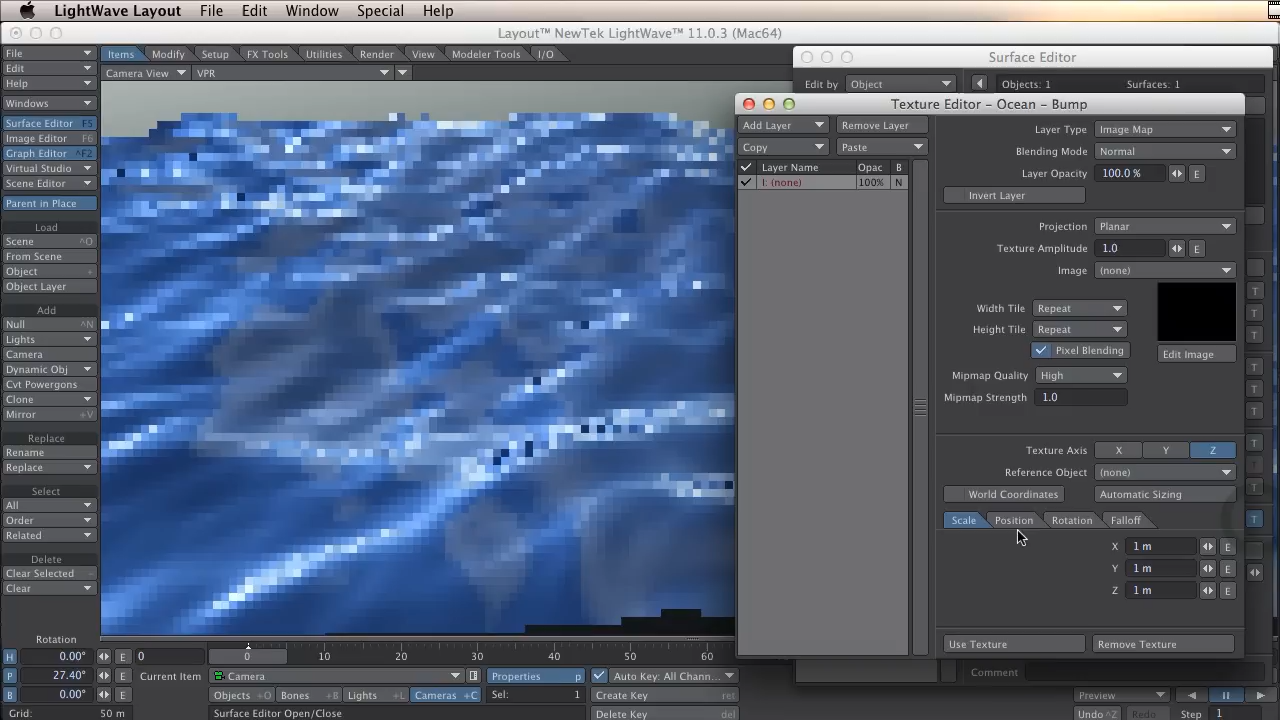 LightWave Layout File Edit Window Special Help
Layout™ NewTek LightWave™ 11.0.3 (Mac64)
File
Edit
Help
Windows
Surface Editor F5
Image Editor F6
Graph Editor ^F2
Virtual Studio
Scene Editor
Parent in Place
Load
Scene ^O
From Scene
Object +
Object Layer
Add
Null ^N
Lights
Camera
Dynamic Obj
Cvt Powergons
Clone
Mirror +V
Replace
Rename
Replace
Select
All
Order
Related
Delete
Clear Selected -
Clear
Items Modify Setup FX Tools Utilities Render View Modeler Tools I/O
Camera View VPR
Surface Editor
Edit by Object Objects: 1 Surfaces: 1
Texture Editor - Ocean - Bump
Add Layer Remove Layer
Copy Paste
Layer Name Opac B
I: (none) 100% N
Layer Type Image Map
Blending Mode Normal
Layer Opacity 100.0 % E
Invert Layer
Projection Planar
Texture Amplitude 1.0 E
Image (none)
Width Tile Repeat
Height Tile Repeat
Pixel Blending
Edit Image
Mipmap Quality High
Mipmap Strength 1.0
Texture Axis X Y Z
Reference Object (none)
World Coordinates Automatic Sizing
Scale Position Rotation Falloff
X 1 m E
Y 1 m E
Z 1 m E
Use Texture Remove Texture
T
T
T
T
T
T
T
T
T
Comment
Rotation
H 0.00° E
P 27.40° E
B 0.00° E
Grid: 50 m
0 0 10 20 30 40 50 60
Current Item Camera Properties p Auto Key: All Chann...
Objects +O Bones +B Lights +L Cameras +C Sel: 1 Create Key ret
Surface Editor Open/Close Delete Key del
Preview
Undo ^Z Redo Step 1